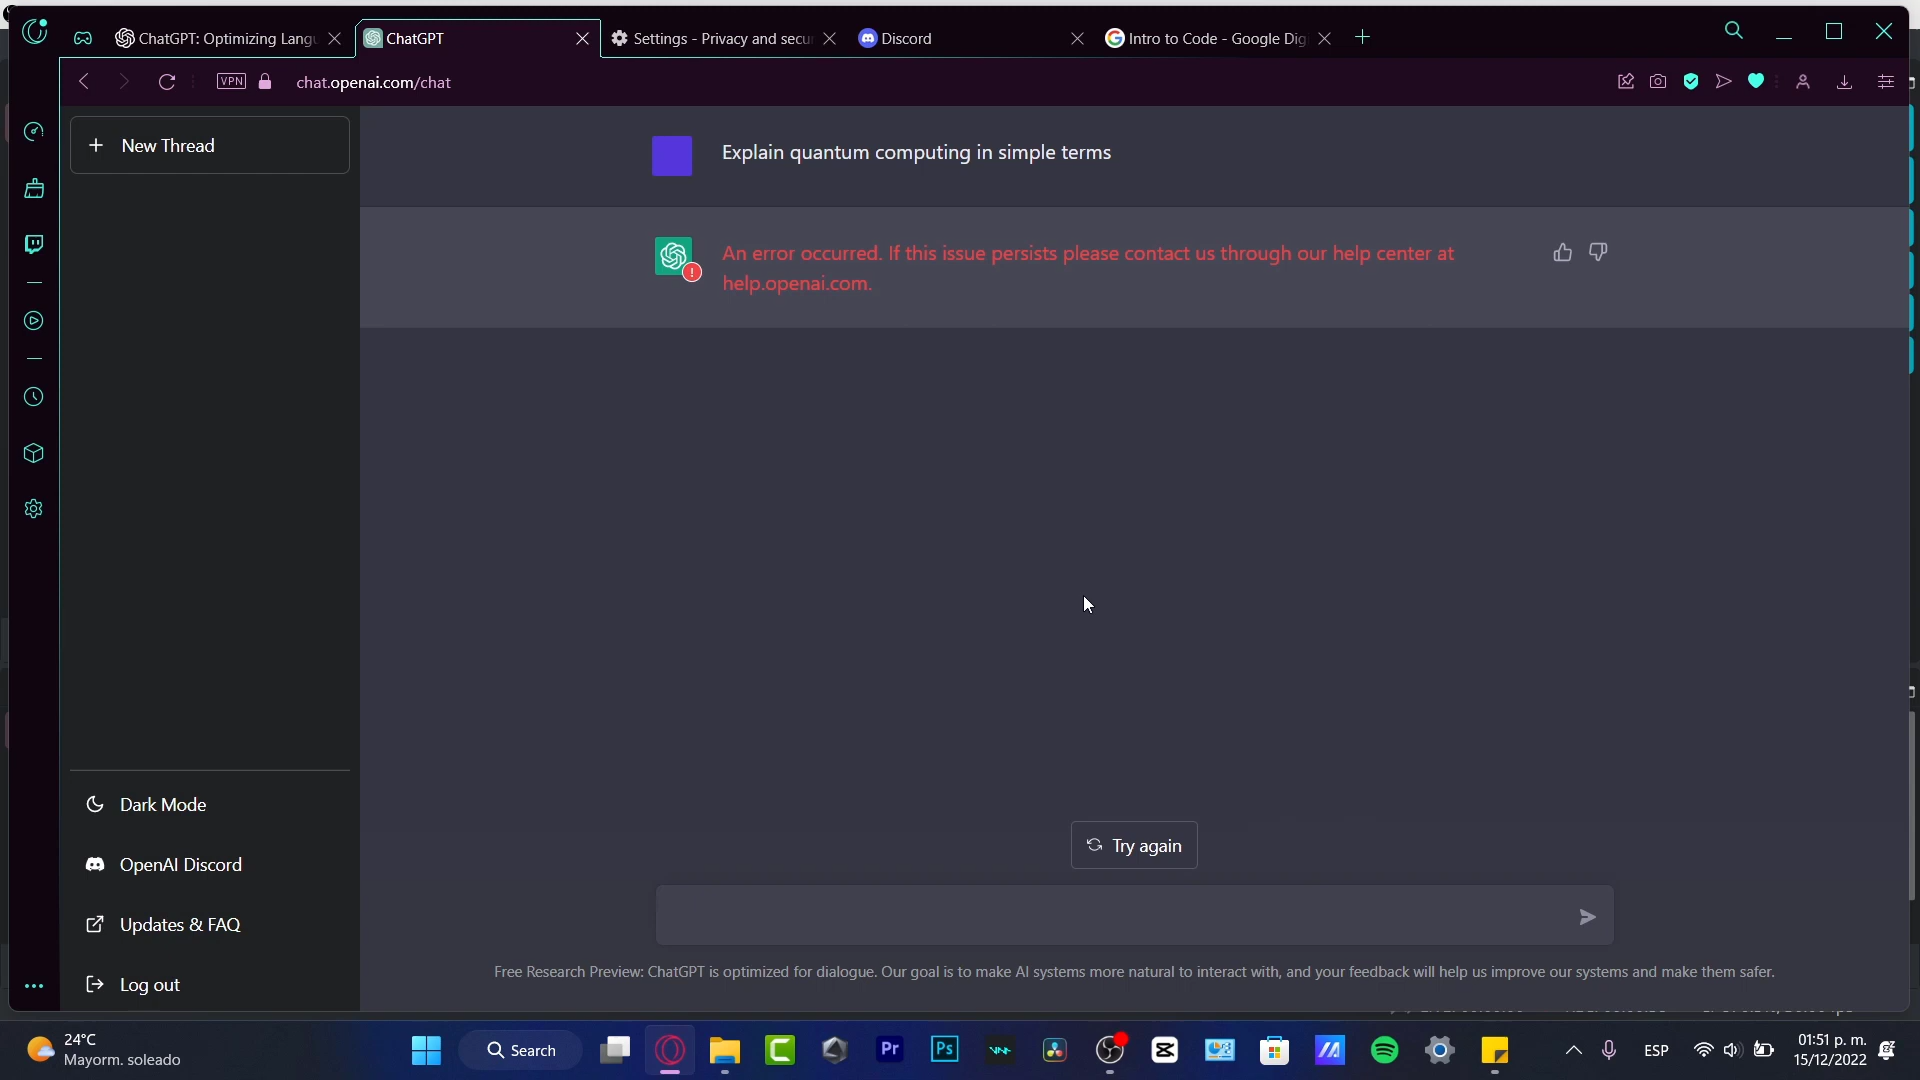 ChatGPT: Optimizing Langu
ChatGPT
Settings - Privacy and secu
Discord
Intro to Code - Google Dig
VPN
chat.openai.com/chat
New Thread
Explain quantum computing in simple terms
An error occurred. If this issue persists please contact us through our help center at
help.openai.com.
Dark Mode
OpenAI Discord
Updates & FAQ
Log out
Try again
Free Research Preview: ChatGPT is optimized for dialogue. Our goal is to make AI systems more natural to interact with, and your feedback will help us improve our systems and make them safer.
24°C
Mayorm. soleado
Search
Pr
Ps
ESP
01:51 p. m.
15/12/2022